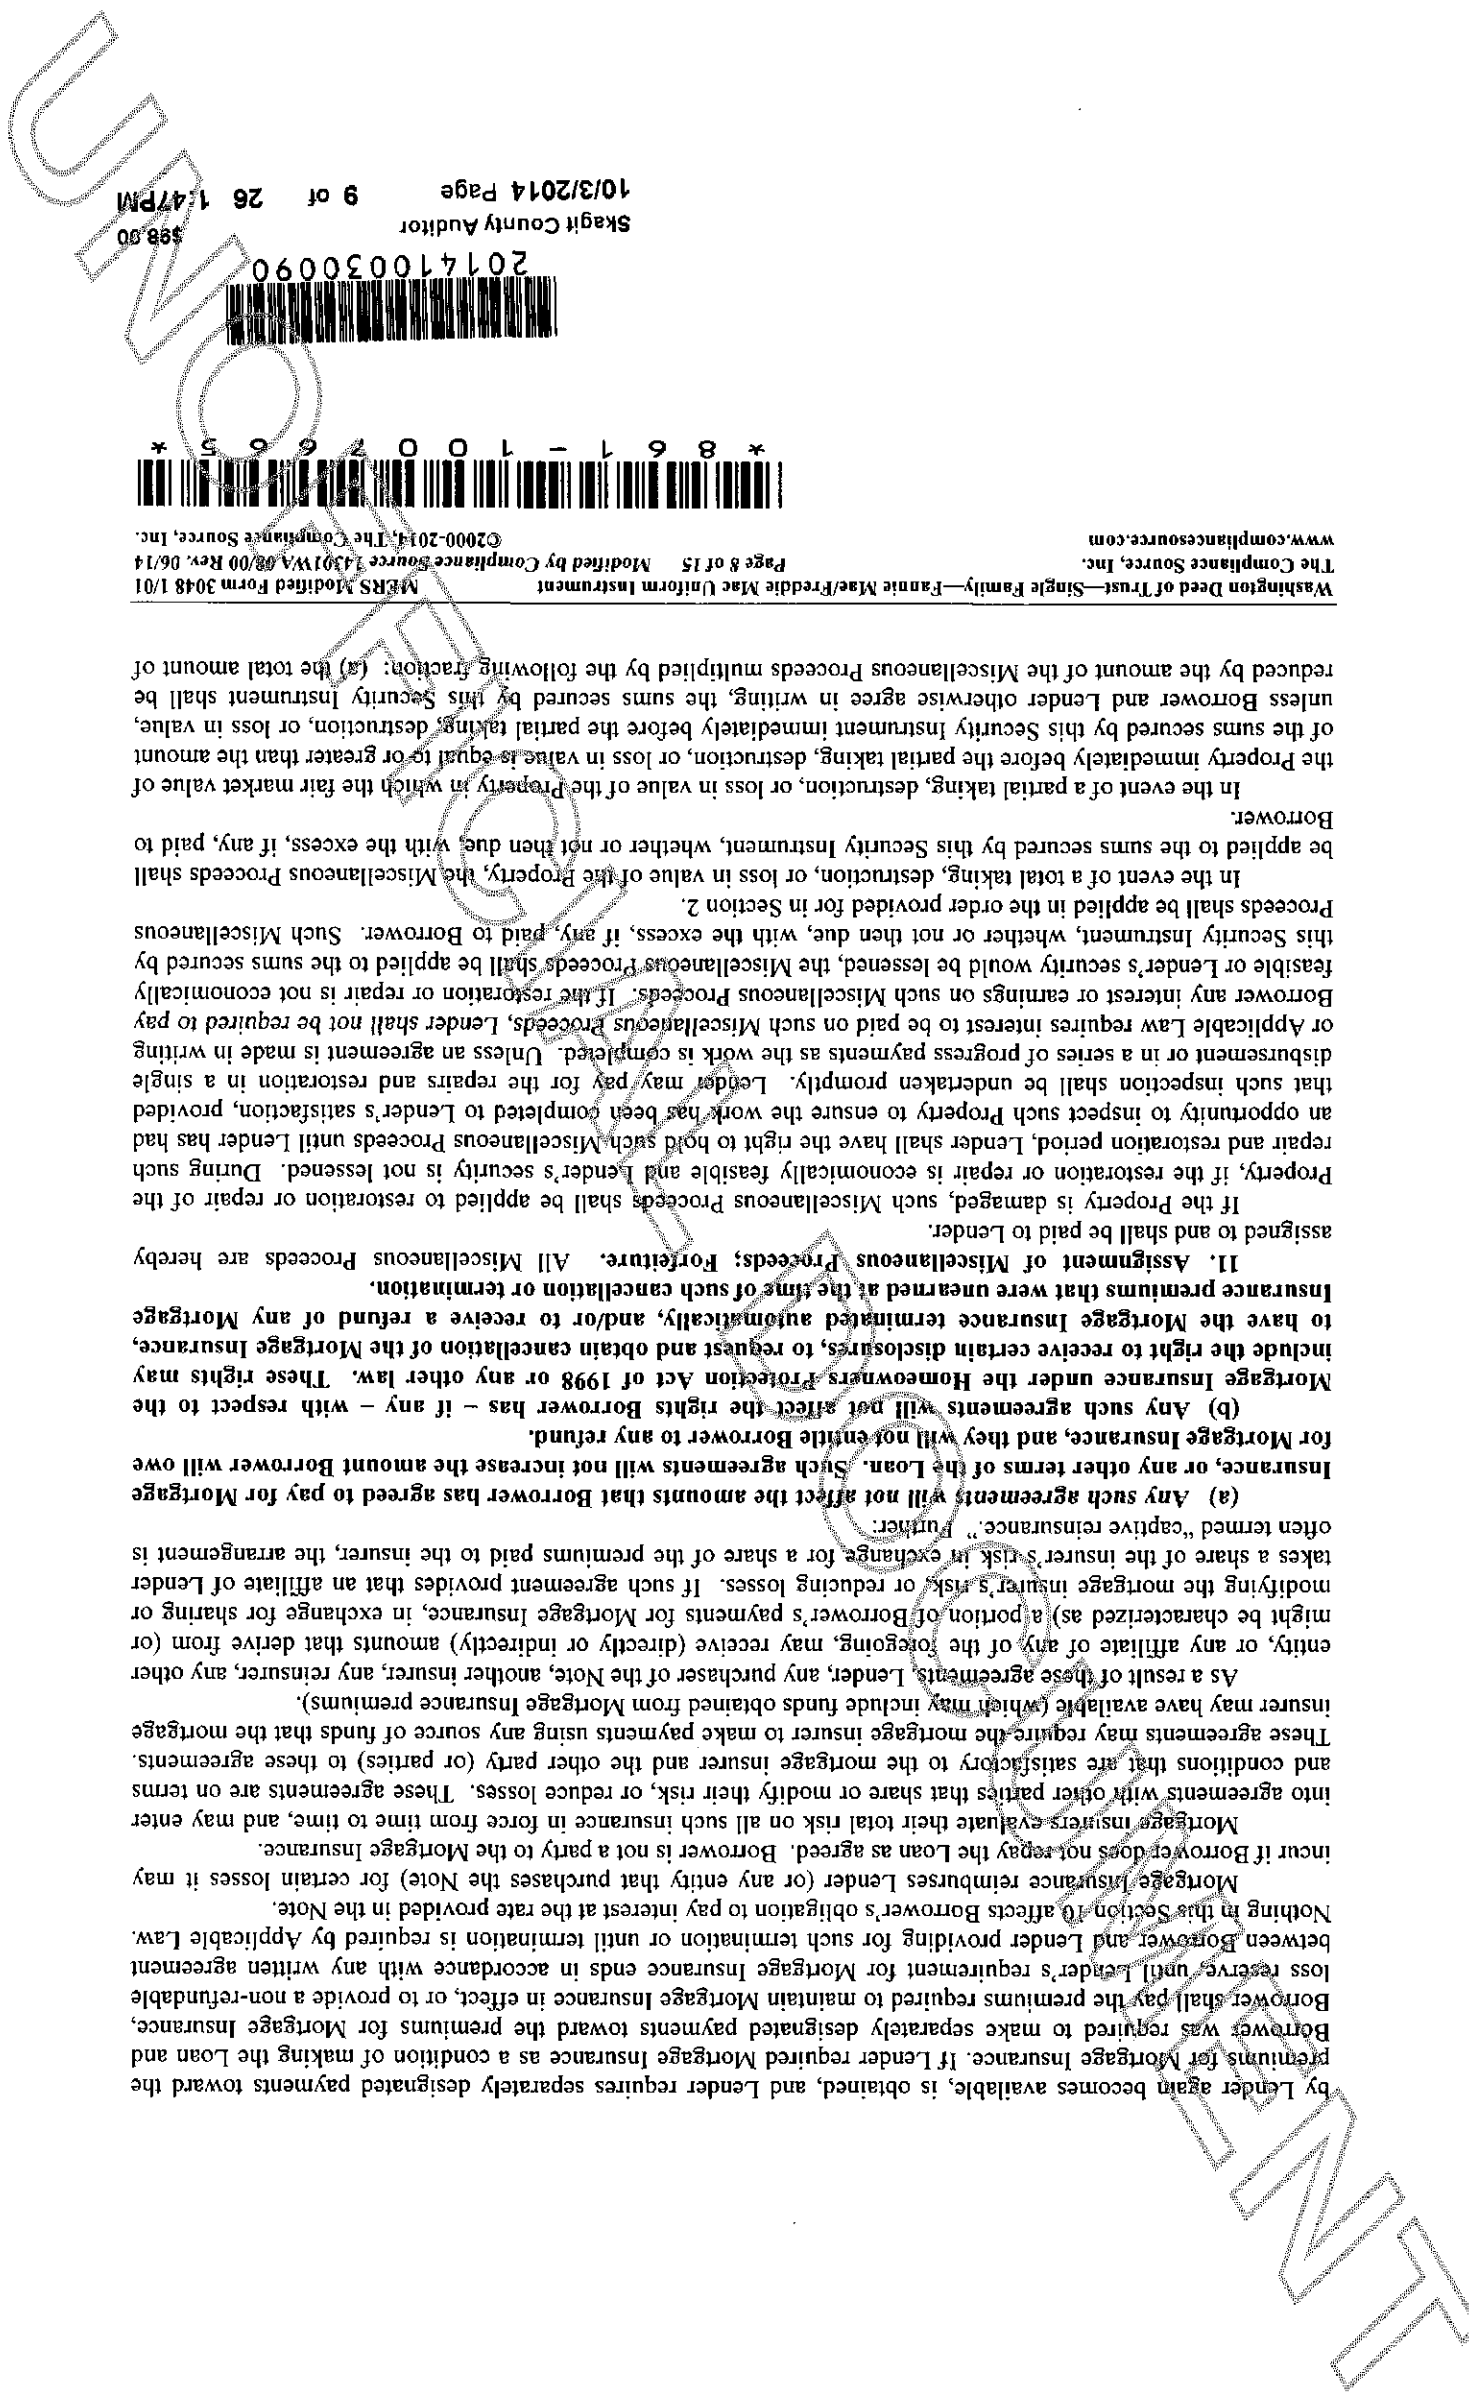 by Lender again becomes available, is obtained, and Lender requires separately designated payments toward the
premiums for Mortgage Insurance. If Lender required Mortgage Insurance as a condition of making the Loan and
Borrower was required to make separately designated payments toward the premiums for Mortgage Insurance,
Borrower shall pay the premiums required to maintain Mortgage Insurance in effect, or to provide a non-refundable
loss reserve, until Lender's requirement for Mortgage Insurance ends in accordance with any written agreement
between Borrower and Lender providing for such termination or until termination is required by Applicable Law.
Nothing in this Section 10 affects Borrower's obligation to pay interest at the rate provided in the Note.
Mortgage Insurance reimburses Lender (or any entity that purchases the Note) for certain losses it may
incur if Borrower does not repay the Loan as agreed. Borrower is not a party to the Mortgage Insurance.
Mortgage insurers evaluate their total risk on all such insurance in force from time to time, and may enter
into agreements with other parties that share or modify their risk, or reduce losses. These agreements are on terms
and conditions that are satisfactory to the mortgage insurer and the other party (or parties) to these agreements.
These agreements may require the mortgage insurer to make payments using any source of funds that the mortgage
insurer may have available (which may include funds obtained from Mortgage Insurance premiums).
As a result of these agreements, Lender, any purchaser of the Note, another insurer, any reinsurer, any other
entity, or any affiliate of any of the foregoing, may receive (directly or indirectly) amounts that derive from (or
might be characterized as) a portion of Borrower's payments for Mortgage Insurance, in exchange for sharing or
modifying the mortgage insurer's risk, or reducing losses. If such agreement provides that an affiliate of Lender
takes a share of the insurer's risk in exchange for a share of the premiums paid to the insurer, the arrangement is
often termed "captive reinsurance." Further:
(a) Any such agreements will not affect the amounts that Borrower has agreed to pay for Mortgage
Insurance, or any other terms of the Loan. Such agreements will not increase the amount Borrower will owe
for Mortgage Insurance, and they will not entitle Borrower to any refund.
(b) Any such agreements will not affect the rights Borrower has – if any – with respect to the
Mortgage Insurance under the Homeowners Protection Act of 1998 or any other law. These rights may
include the right to receive certain disclosures, to request and obtain cancellation of the Mortgage Insurance,
to have the Mortgage Insurance terminated automatically, and/or to receive a refund of any Mortgage
Insurance premiums that were unearned at the time of such cancellation or termination.
11. Assignment of Miscellaneous Proceeds; Forfeiture. All Miscellaneous Proceeds are hereby
assigned to and shall be paid to Lender.
If the Property is damaged, such Miscellaneous Proceeds shall be applied to restoration or repair of the
Property, if the restoration or repair is economically feasible and Lender's security is not lessened. During such
repair and restoration period, Lender shall have the right to hold such Miscellaneous Proceeds until Lender has had
an opportunity to inspect such Property to ensure the work has been completed to Lender's satisfaction, provided
that such inspection shall be undertaken promptly. Lender may pay for the repairs and restoration in a single
disbursement or in a series of progress payments as the work is completed. Unless an agreement is made in writing
or Applicable Law requires interest to be paid on such Miscellaneous Proceeds, Lender shall not be required to pay
Borrower any interest or earnings on such Miscellaneous Proceeds. If the restoration or repair is not economically
feasible or Lender's security would be lessened, the Miscellaneous Proceeds shall be applied to the sums secured by
this Security Instrument, whether or not then due, with the excess, if any, paid to Borrower. Such Miscellaneous
Proceeds shall be applied in the order provided for in Section 2.
In the event of a total taking, destruction, or loss in value of the Property, the Miscellaneous Proceeds shall
be applied to the sums secured by this Security Instrument, whether or not then due, with the excess, if any, paid to
Borrower.
In the event of a partial taking, destruction, or loss in value of the Property in which the fair market value of
the Property immediately before the partial taking, destruction, or loss in value is equal to or greater than the amount
of the sums secured by this Security Instrument immediately before the partial taking, destruction, or loss in value,
unless Borrower and Lender otherwise agree in writing, the sums secured by this Security Instrument shall be
reduced by the amount of the Miscellaneous Proceeds multiplied by the following fraction: (a) the total amount of
Washington Deed of Trust—Single Family—Fannie Mae/Freddie Mac Uniform Instrument MERS Modified Form 3048 1/01
The Compliance Source, Inc. Page 8 of 15 Modified by Compliance Source 14301WA 08/00 Rev. 06/14
www.compliancesource.com ©2000-2014, The Compliance Source, Inc.
* 8 6 1 - 1 0 0 7 6 6 5 *
201410030090
Skagit County Auditor $98.00
10/3/2014 Page 9 of 26 1:47PM
UNOFFICIAL DOCUMENT